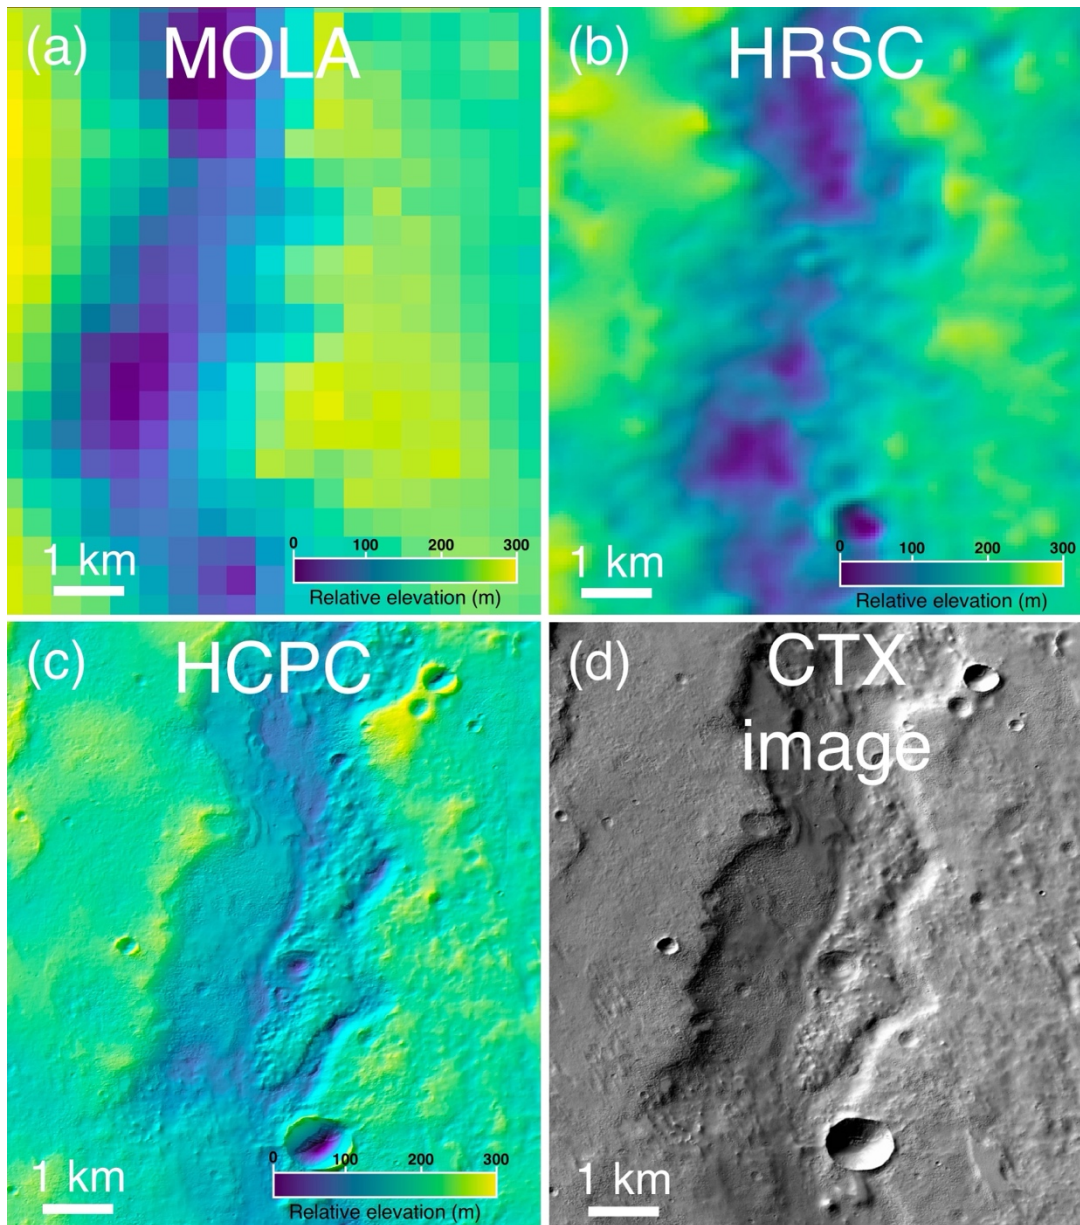 (a) MOLA
1 km
0 100 200 300
Relative elevation (m)
(b) HRSC
1 km
0 100 200 300
Relative elevation (m)
(c) HCPC
1 km
0 100 200 300
Relative elevation (m)
(d) CTX
image
1 km